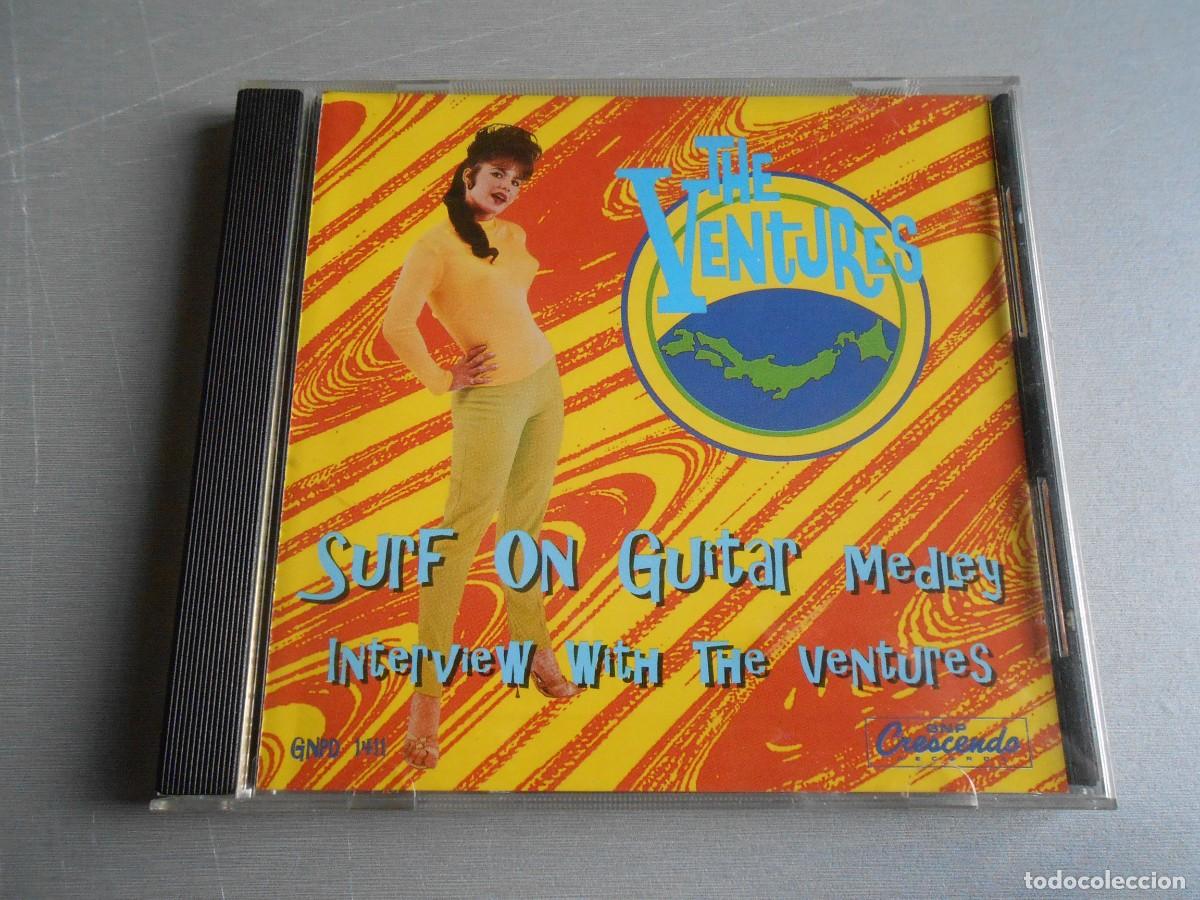 THE
VENTURES
SURF ON GUITAR MEDLEY
INTERVIEW WITH THE VENTURES
GNPD 1411
GNP
Crescendo
RECORDS
todocoleccion